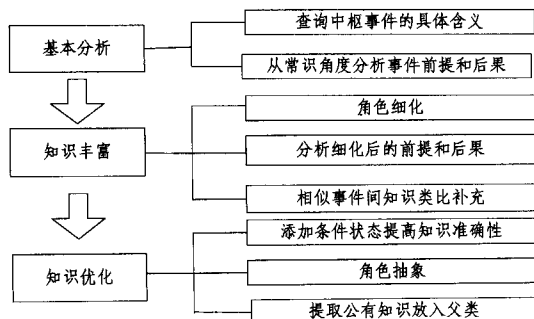 基本分析
查询中枢事件的具体含义
从常识角度分析事件前提和后果
知识丰富
角色细化
分析细化后的前提和后果
相似事件间知识类比补充
知识优化
添加条件状态提高知识准确性
角色抽象
提取公有知识放入父类